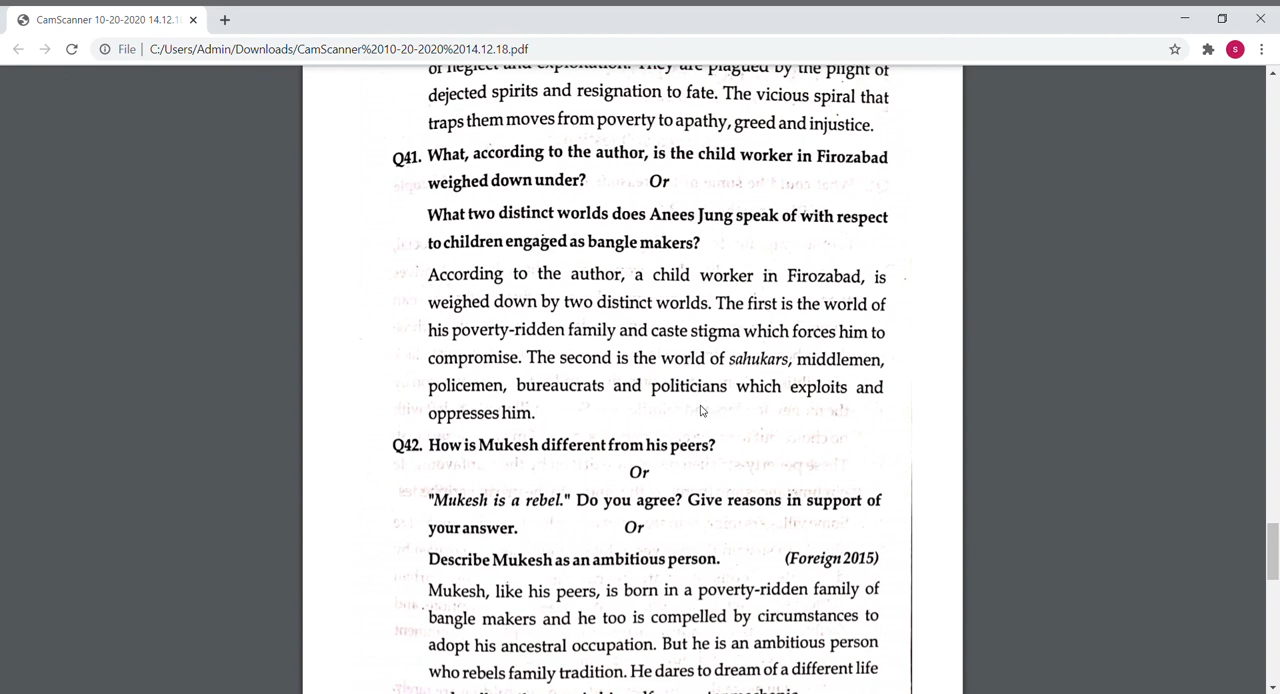 CamScanner 10-20-2020 14.12.1
File | C:/Users/Admin/Downloads/CamScanner%2010-20-2020%2014.12.18.pdf
s
of neglect and exploitation. They are plagued by the plight of
dejected spirits and resignation to fate. The vicious spiral that
traps them moves from poverty to apathy, greed and injustice.
Q41. What, according to the author, is the child worker in Firozabad
weighed down under? Or
What two distinct worlds does Anees Jung speak of with respect
to children engaged as bangle makers?
According to the author, a child worker in Firozabad, is
weighed down by two distinct worlds. The first is the world of
his poverty-ridden family and caste stigma which forces him to
compromise. The second is the world of sahukars, middlemen,
policemen, bureaucrats and politicians which exploits and
oppresses him.
Q42. How is Mukesh different from his peers?
Or
"Mukesh is a rebel." Do you agree? Give reasons in support of
your answer. Or
Describe Mukesh as an ambitious person. (Foreign 2015)
Mukesh, like his peers, is born in a poverty-ridden family of
bangle makers and he too is compelled by circumstances to
adopt his ancestral occupation. But he is an ambitious person
who rebels family tradition. He dares to dream of a different life